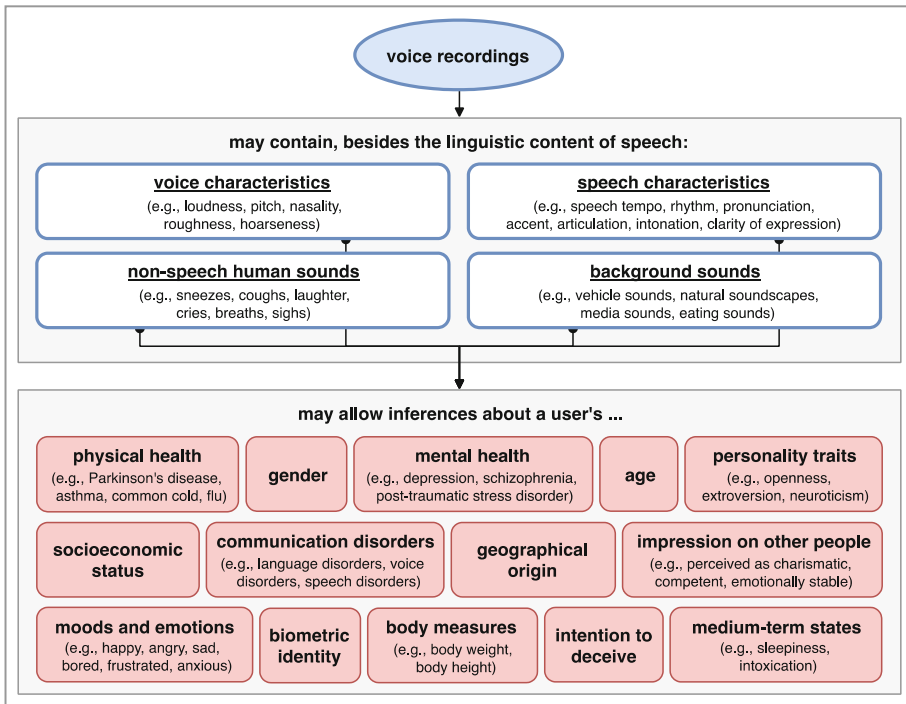 voice recordings
may contain, besides the linguistic content of speech:
voice characteristics
(e.g., loudness, pitch, nasality,
roughness, hoarseness)
speech characteristics
(e.g., speech tempo, rhythm, pronunciation,
accent, articulation, intonation, clarity of expression)
non-speech human sounds
(e.g., sneezes, coughs, laughter,
cries, breaths, sighs)
background sounds
(e.g., vehicle sounds, natural soundscapes,
media sounds, eating sounds)
may allow inferences about a user's ...
physical health
(e.g., Parkinson's disease,
asthma, common cold, flu)
gender
mental health
(e.g., depression, schizophrenia,
post-traumatic stress disorder)
age
personality traits
(e.g., openness,
extroversion, neuroticism)
socioeconomic
status
communication disorders
(e.g., language disorders, voice
disorders, speech disorders)
geographical
origin
impression on other people
(e.g., perceived as charismatic,
competent, emotionally stable)
moods and emotions
(e.g., happy, angry, sad,
bored, frustrated, anxious)
biometric
identity
body measures
(e.g., body weight,
body height)
intention to
deceive
medium-term states
(e.g., sleepiness,
intoxication)